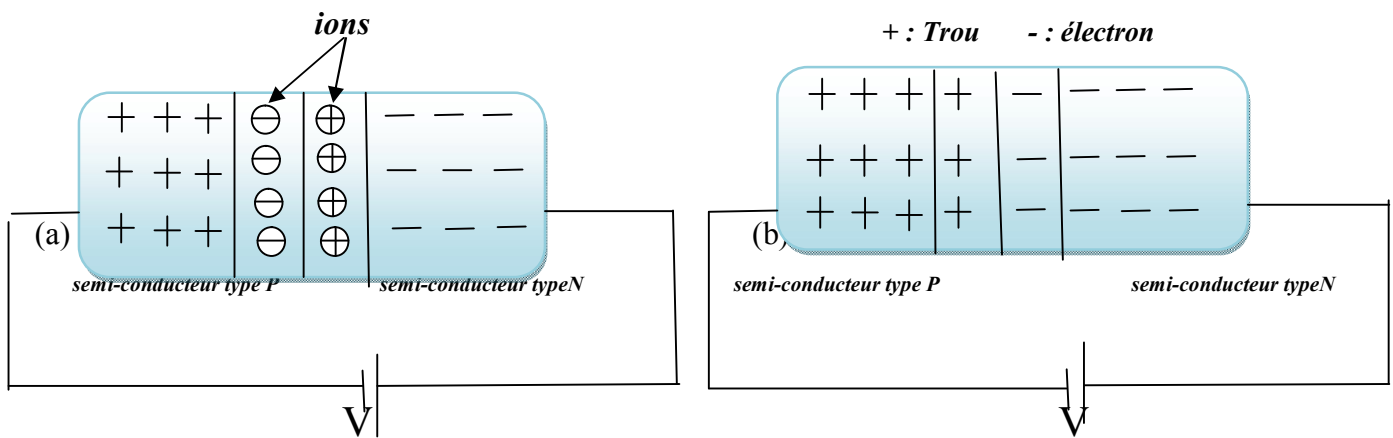 ions
+ : Trou - : électron
(a)
(b)
semi-conducteur type P
semi-conducteur typeN
semi-conducteur type P
semi-conducteur typeN
V
V